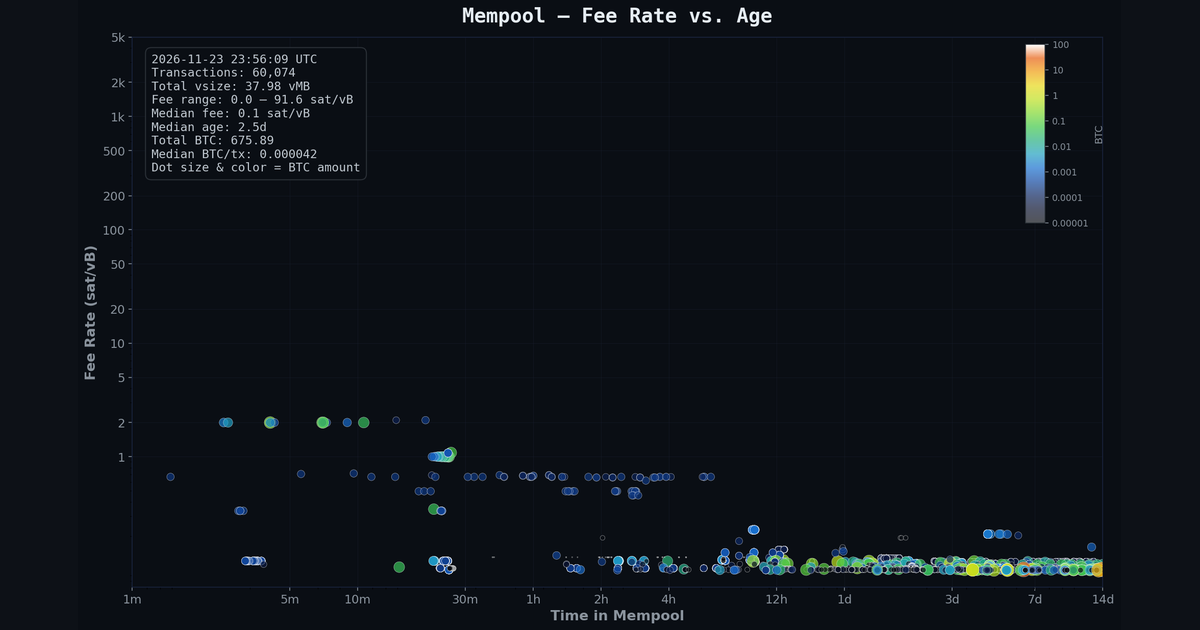 Mempool — Fee Rate vs. Age
2026-11-23 23:56:09 UTC
Transactions: 60,074
Total vsize: 37.98 vMB
Fee range: 0.0 — 91.6 sat/vB
Median fee: 0.1 sat/vB
Median age: 2.5d
Total BTC: 675.89
Median BTC/tx: 0.000042
Dot size & color = BTC amount
100
10
1
0.1
0.01
0.001
0.0001
0.00001
BTC
Fee Rate (sat/vB)
5k
2k
1k
500
200
100
50
20
10
5
2
1
1m
5m
10m
30m
1h
2h
4h
12h
1d
3d
7d
14d
Time in Mempool